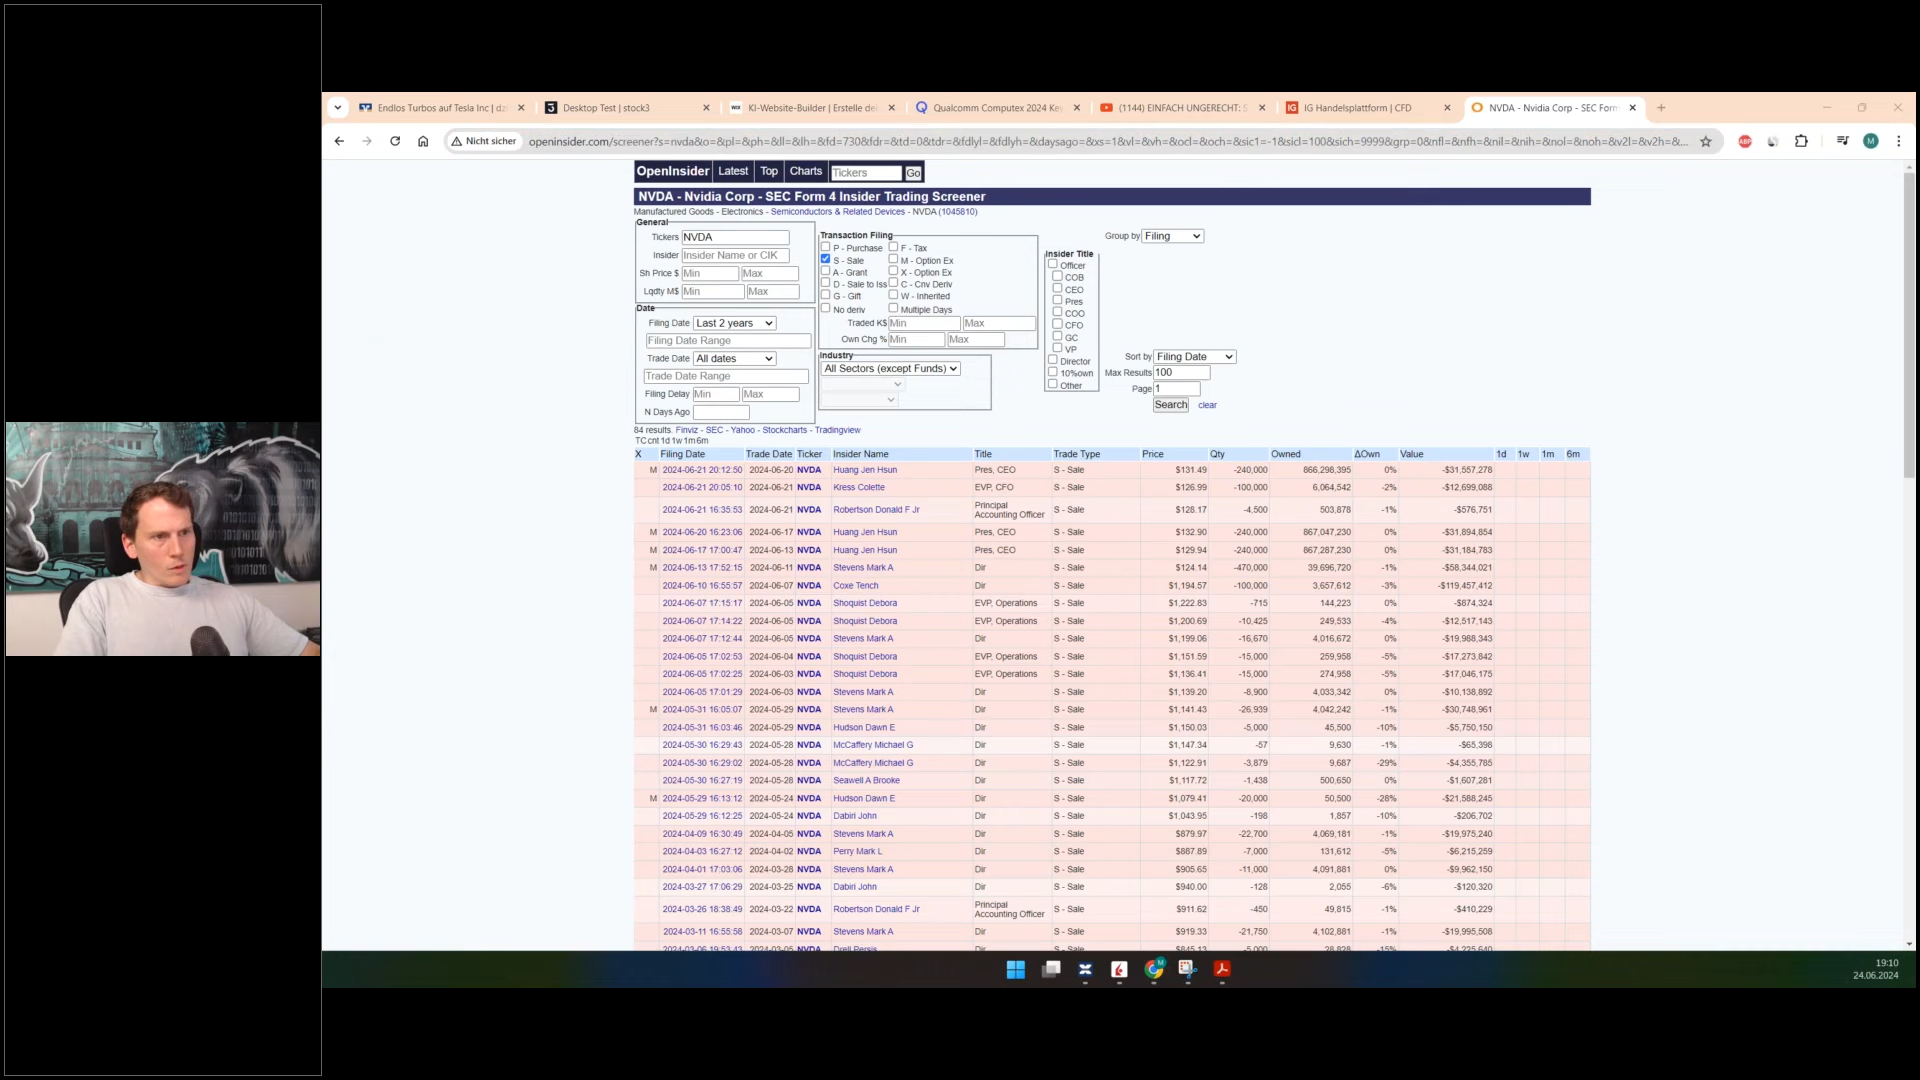 Endlos Turbos auf Tesla Inc | dz
Desktop Test | stock3
KI-Website-Builder | Erstelle de
Qualcomm Computex 2024 Ke
(1144) EINFACH UNGERECHT: S
IG Handelsplattform | CFD
NVDA - Nvidia Corp - SEC Form
Nicht sicher openinsider.com/screener?s=nvda&o=&pl=&ph=&ll=&lh=&fd=730&fdr=&td=0&tdr=&fdlyl=&fdlyh=&daysago=&xs=1&vl=&vh=&ocl=&och=&sic1=-1&sicl=100&sich=9999&grp=0&nfl=&nfh=&nil=&nih=&nol=&noh=&v2l=&v2h=&...
OpenInsider Latest Top Charts Tickers Go
NVDA - Nvidia Corp - SEC Form 4 Insider Trading Screener
Manufactured Goods - Electronics - Semiconductors & Related Devices - NVDA (1045810)
General
Tickers NVDA
Insider Insider Name or CIK
Sh Price $ Min Max
Lqdty M$ Min Max
Date
Filing Date Last 2 years
Filing Date Range
Trade Date All dates
Trade Date Range
Filing Delay Min Max
N Days Ago
Transaction Filing
P - Purchase F - Tax
S - Sale M - Option Ex
A - Grant X - Option Ex
D - Sale to Iss C - Cnv Deriv
G - Gift W - Inherited
No deriv Multiple Days
Traded K$ Min Max
Own Chg % Min Max
Industry
All Sectors (except Funds)
Insider Title
Officer
COB
CEO
Pres
COO
CFO
GC
VP
Director
10%own
Other
Group by Filing
Sort by Filing Date
Max Results 100
Page 1
Search clear
84 results. Finviz - SEC - Yahoo - Stockcharts - Tradingview
TC cnt 1d 1w 1m 6m
X Filing Date Trade Date Ticker Insider Name Title Trade Type Price Qty Owned ΔOwn Value 1d 1w 1m 6m
M 2024-06-21 20:12:50 2024-06-20 NVDA Huang Jen Hsun Pres, CEO S - Sale $131.49 -240,000 866,298,395 0% -$31,557,278
2024-06-21 20:05:10 2024-06-21 NVDA Kress Colette EVP, CFO S - Sale $126.99 -100,000 6,064,542 -2% -$12,699,088
2024-06-21 16:35:53 2024-06-21 NVDA Robertson Donald F Jr Principal Accounting Officer S - Sale $128.17 -4,500 503,878 -1% -$576,751
M 2024-06-20 16:23:06 2024-06-17 NVDA Huang Jen Hsun Pres, CEO S - Sale $132.90 -240,000 867,047,230 0% -$31,894,854
M 2024-06-17 17:00:47 2024-06-13 NVDA Huang Jen Hsun Pres, CEO S - Sale $129.94 -240,000 867,287,230 0% -$31,184,783
M 2024-06-13 17:52:15 2024-06-11 NVDA Stevens Mark A Dir S - Sale $124.14 -470,000 39,696,720 -1% -$58,344,021
2024-06-10 16:55:57 2024-06-07 NVDA Coxe Tench Dir S - Sale $1,194.57 -100,000 3,657,612 -3% -$119,457,412
2024-06-07 17:15:17 2024-06-05 NVDA Shoquist Debora EVP, Operations S - Sale $1,222.83 -715 144,223 0% -$874,324
2024-06-07 17:14:22 2024-06-05 NVDA Shoquist Debora EVP, Operations S - Sale $1,200.69 -10,425 249,533 -4% -$12,517,143
2024-06-07 17:12:44 2024-06-05 NVDA Stevens Mark A Dir S - Sale $1,199.06 -16,670 4,016,672 0% -$19,988,343
2024-06-05 17:02:53 2024-06-04 NVDA Shoquist Debora EVP, Operations S - Sale $1,151.59 -15,000 259,958 -5% -$17,273,842
2024-06-05 17:02:25 2024-06-03 NVDA Shoquist Debora EVP, Operations S - Sale $1,136.41 -15,000 274,958 -5% -$17,046,175
2024-06-05 17:01:29 2024-06-03 NVDA Stevens Mark A Dir S - Sale $1,139.20 -8,900 4,033,342 0% -$10,138,892
M 2024-05-31 16:05:07 2024-05-29 NVDA Stevens Mark A Dir S - Sale $1,141.43 -26,939 4,042,242 -1% -$30,748,961
2024-05-31 16:03:46 2024-05-29 NVDA Hudson Dawn E Dir S - Sale $1,150.03 -5,000 45,500 -10% -$5,750,150
2024-05-30 16:29:43 2024-05-28 NVDA McCaffery Michael G Dir S - Sale $1,147.34 -57 9,630 -1% -$65,398
2024-05-30 16:29:02 2024-05-28 NVDA McCaffery Michael G Dir S - Sale $1,122.91 -3,879 9,687 -29% -$4,355,785
2024-05-30 16:27:19 2024-05-28 NVDA Seawell A Brooke Dir S - Sale $1,117.72 -1,438 500,650 0% -$1,607,281
M 2024-05-29 16:13:12 2024-05-24 NVDA Hudson Dawn E Dir S - Sale $1,079.41 -20,000 50,500 -28% -$21,588,245
2024-05-29 16:12:25 2024-05-24 NVDA Dabiri John Dir S - Sale $1,043.95 -198 1,857 -10% -$206,702
2024-04-09 16:30:49 2024-04-05 NVDA Stevens Mark A Dir S - Sale $879.97 -22,700 4,069,181 -1% -$19,975,240
2024-04-03 16:27:12 2024-04-02 NVDA Perry Mark L Dir S - Sale $887.89 -7,000 131,612 -5% -$6,215,259
2024-04-01 17:03:06 2024-03-28 NVDA Stevens Mark A Dir S - Sale $905.65 -11,000 4,091,881 0% -$9,962,150
2024-03-27 17:06:29 2024-03-25 NVDA Dabiri John Dir S - Sale $940.00 -128 2,055 -6% -$120,320
2024-03-26 18:38:49 2024-03-22 NVDA Robertson Donald F Jr Principal Accounting Officer S - Sale $911.62 -450 49,815 -1% -$410,229
2024-03-11 16:55:58 2024-03-07 NVDA Stevens Mark A Dir S - Sale $919.33 -21,750 4,102,881 -1% -$19,995,508
2024-03-06 19:53:43 2024-03-05 NVDA Drell Persis Dir S - Sale $845.13 -5,000 28,828 -15% -$4,225,640
19:10
24.06.2024